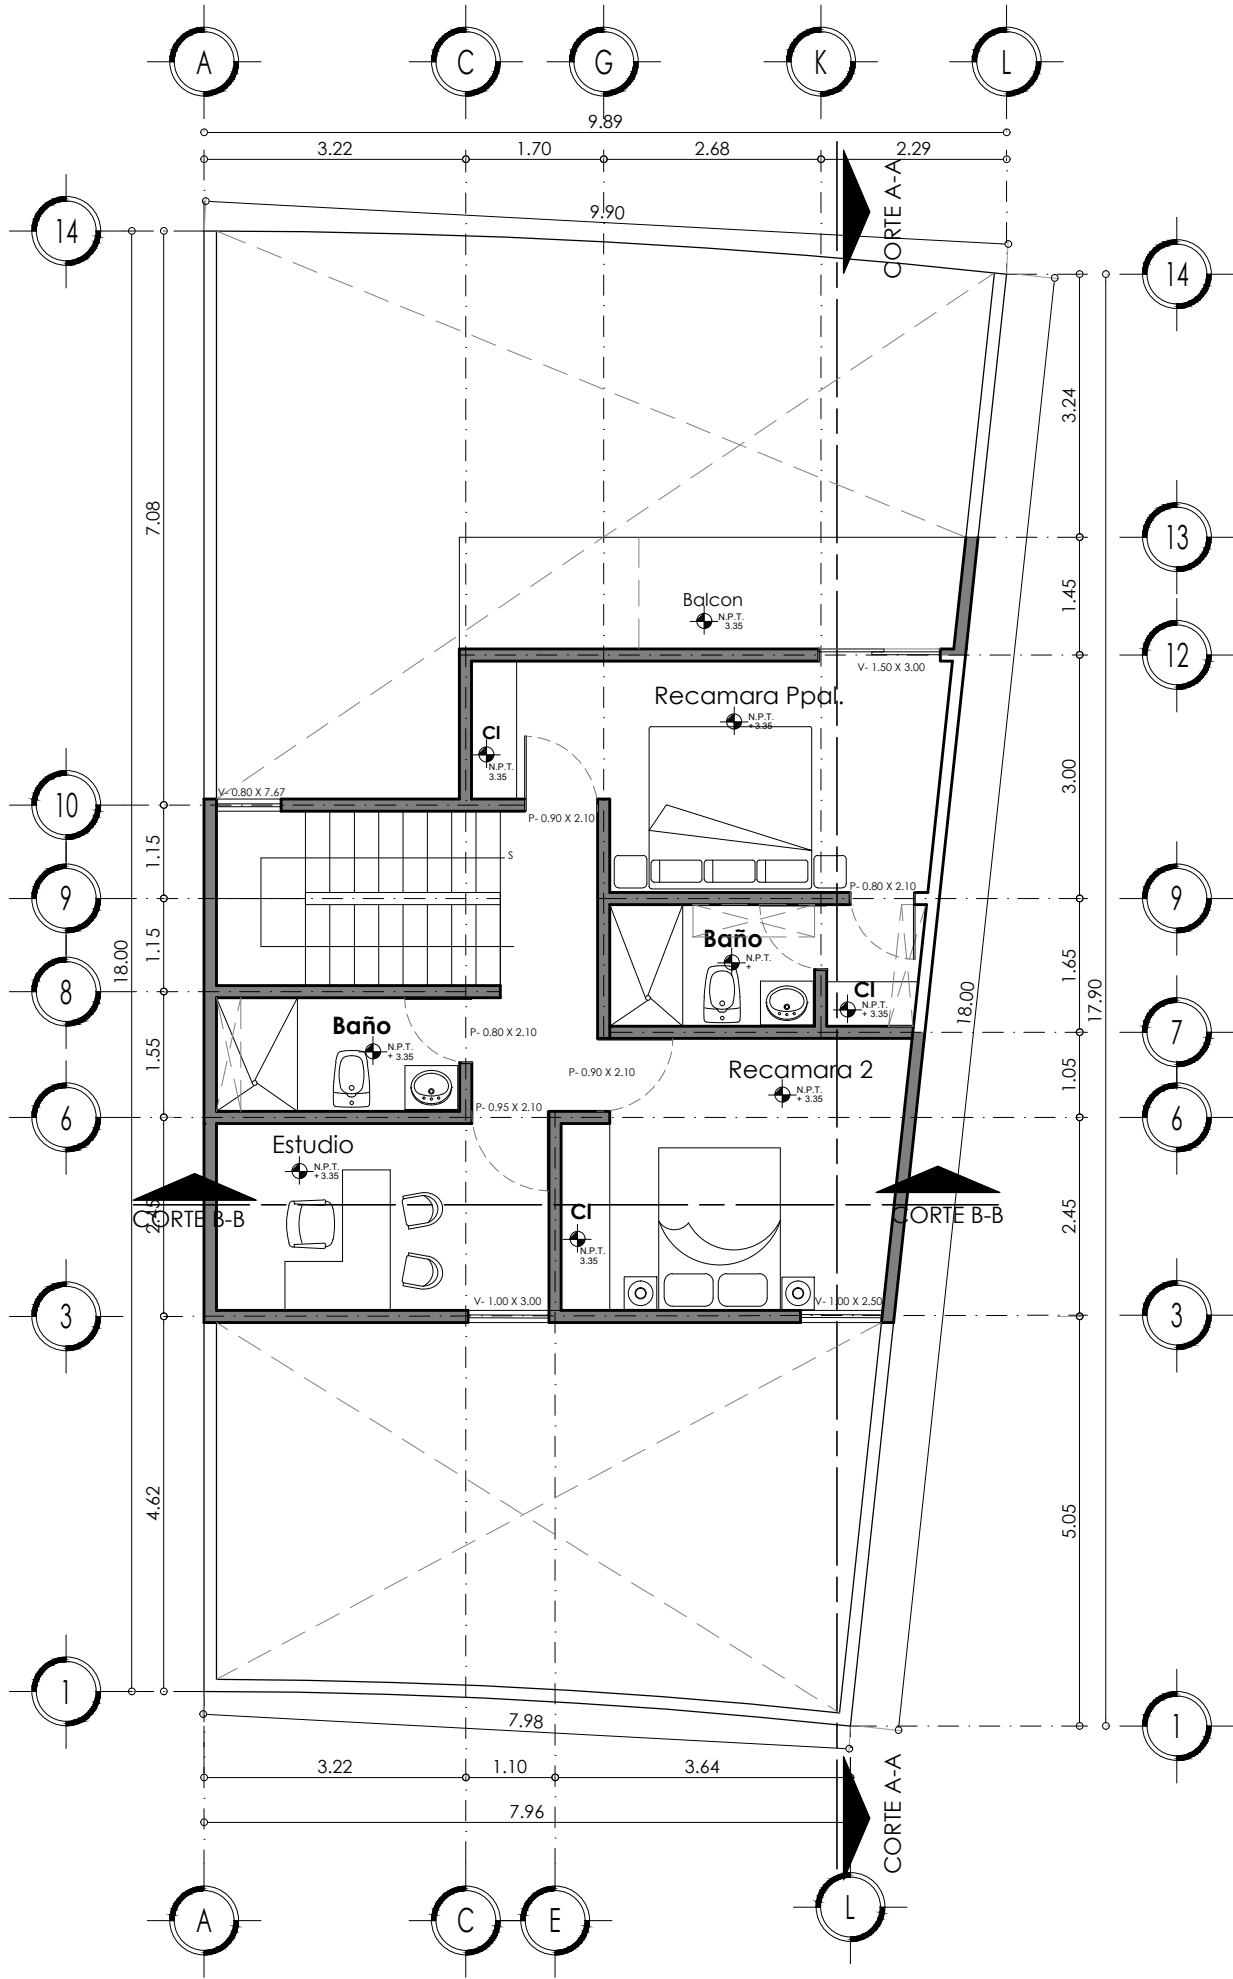 A
C
G
K
L
9.89
3.22
1.70
2.68
2.29
CORTE A-A
9.90
14
14
3.24
7.08
13
1.45
Balcon
N.P.T.
3.35
12
V- 1.50 X 3.00
Recamara Ppal.
N.P.T.
+ 3.35
Cl
N.P.T.
3.35
3.00
V- 0.80 X 7.67
10
P- 0.90 X 2.10
1.15
S
P- 0.80 X 2.10
9
9
Baño
N.P.T.
+
1.15
18.00
1.65
8
Cl
N.P.T.
+ 3.35
18.00
17.90
Baño
N.P.T.
+ 3.35
P- 0.80 X 2.10
7
1.55
P- 0.90 X 2.10
Recamara 2
N.P.T.
+ 3.35
1.05
P- 0.95 X 2.10
6
6
Estudio
N.P.T.
+ 3.35
2.45
CORTE B-B
Cl
N.P.T.
3.35
CORTE B-B
2.45
V- 1.00 X 3.00
V- 1.00 X 2.50
3
3
4.62
5.05
1
1
7.98
3.22
1.10
3.64
7.96
CORTE A-A
A
C
E
L